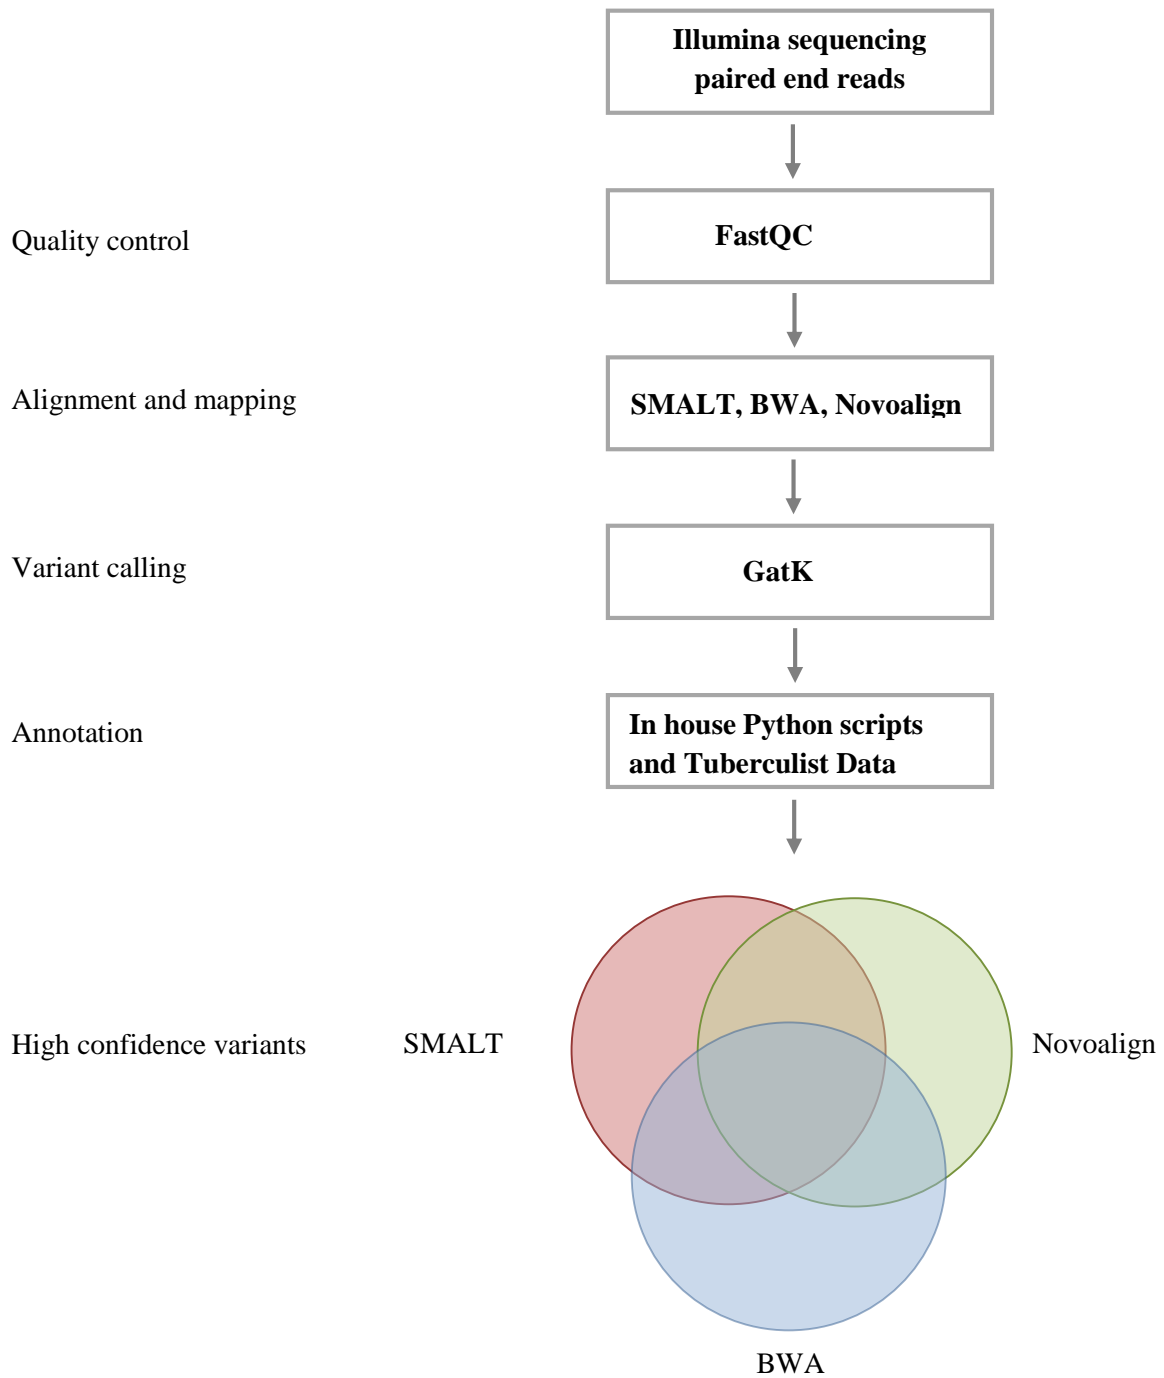 Illumina sequencing
paired end reads
Quality control
FastQC
Alignment and mapping
SMALT, BWA, Novoalign
Variant calling
GatK
Annotation
In house Python scripts
and Tuberculist Data
High confidence variants
SMALT
Novoalign
BWA